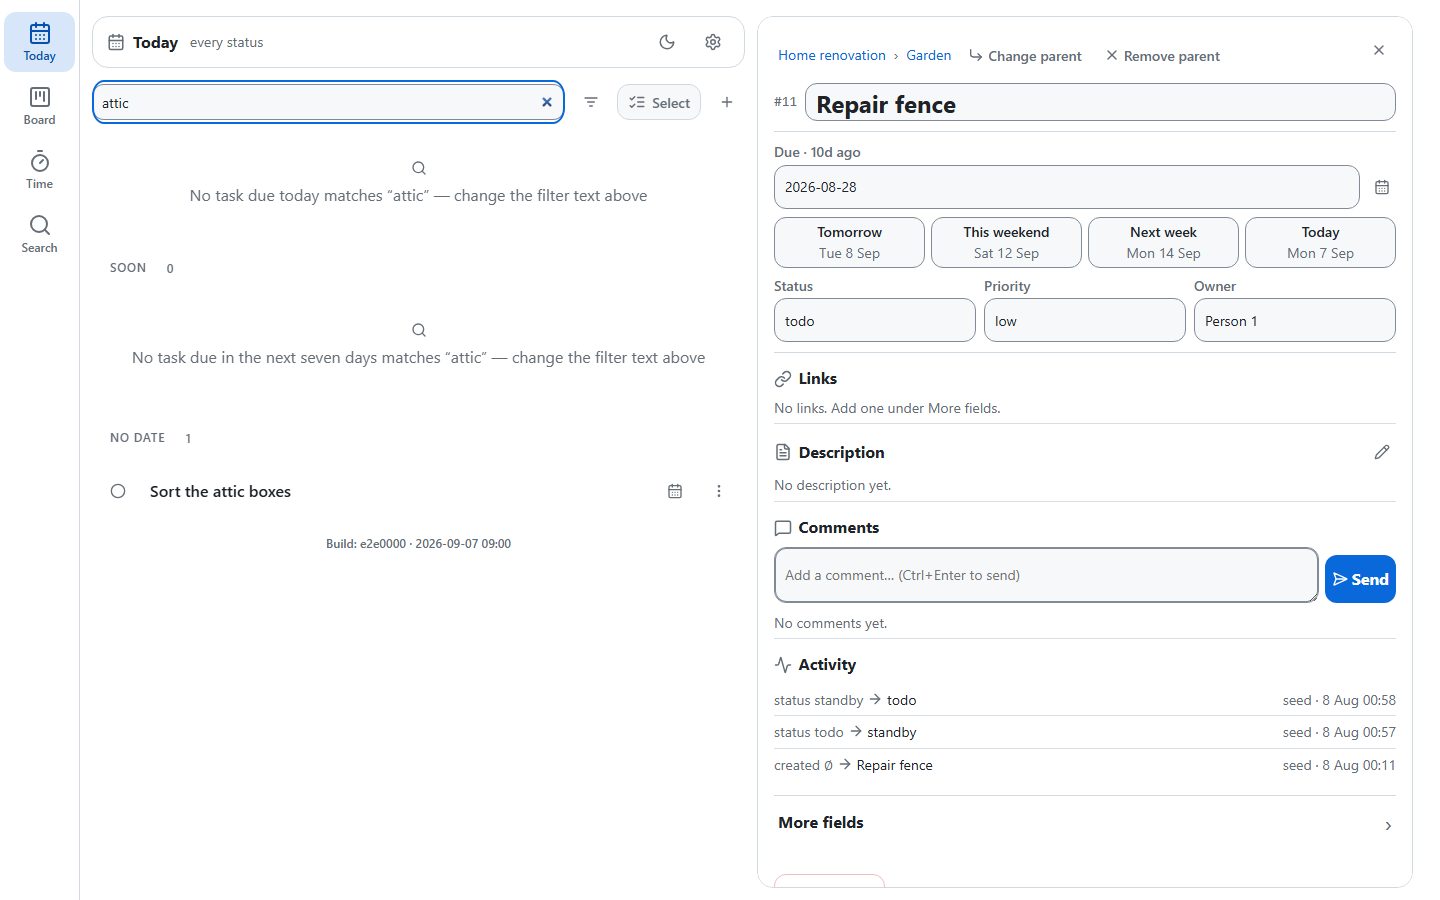 Today
Board
Time
Search
Today every status
attic
Select
No task due today matches “attic” — change the filter text above
SOON 0
No task due in the next seven days matches “attic” — change the filter text above
NO DATE 1
Sort the attic boxes
Build: e2e0000 · 2026-09-07 09:00
Home renovation › Garden Change parent Remove parent
#11 Repair fence
Due · 10d ago
2026-08-28
Tomorrow
Tue 8 Sep
This weekend
Sat 12 Sep
Next week
Mon 14 Sep
Today
Mon 7 Sep
Status
todo
Priority
low
Owner
Person 1
Links
No links. Add one under More fields.
Description
No description yet.
Comments
Add a comment... (Ctrl+Enter to send)
Send
No comments yet.
Activity
status standby → todo seed · 8 Aug 00:58
status todo → standby seed · 8 Aug 00:57
created ∅ → Repair fence seed · 8 Aug 00:11
More fields